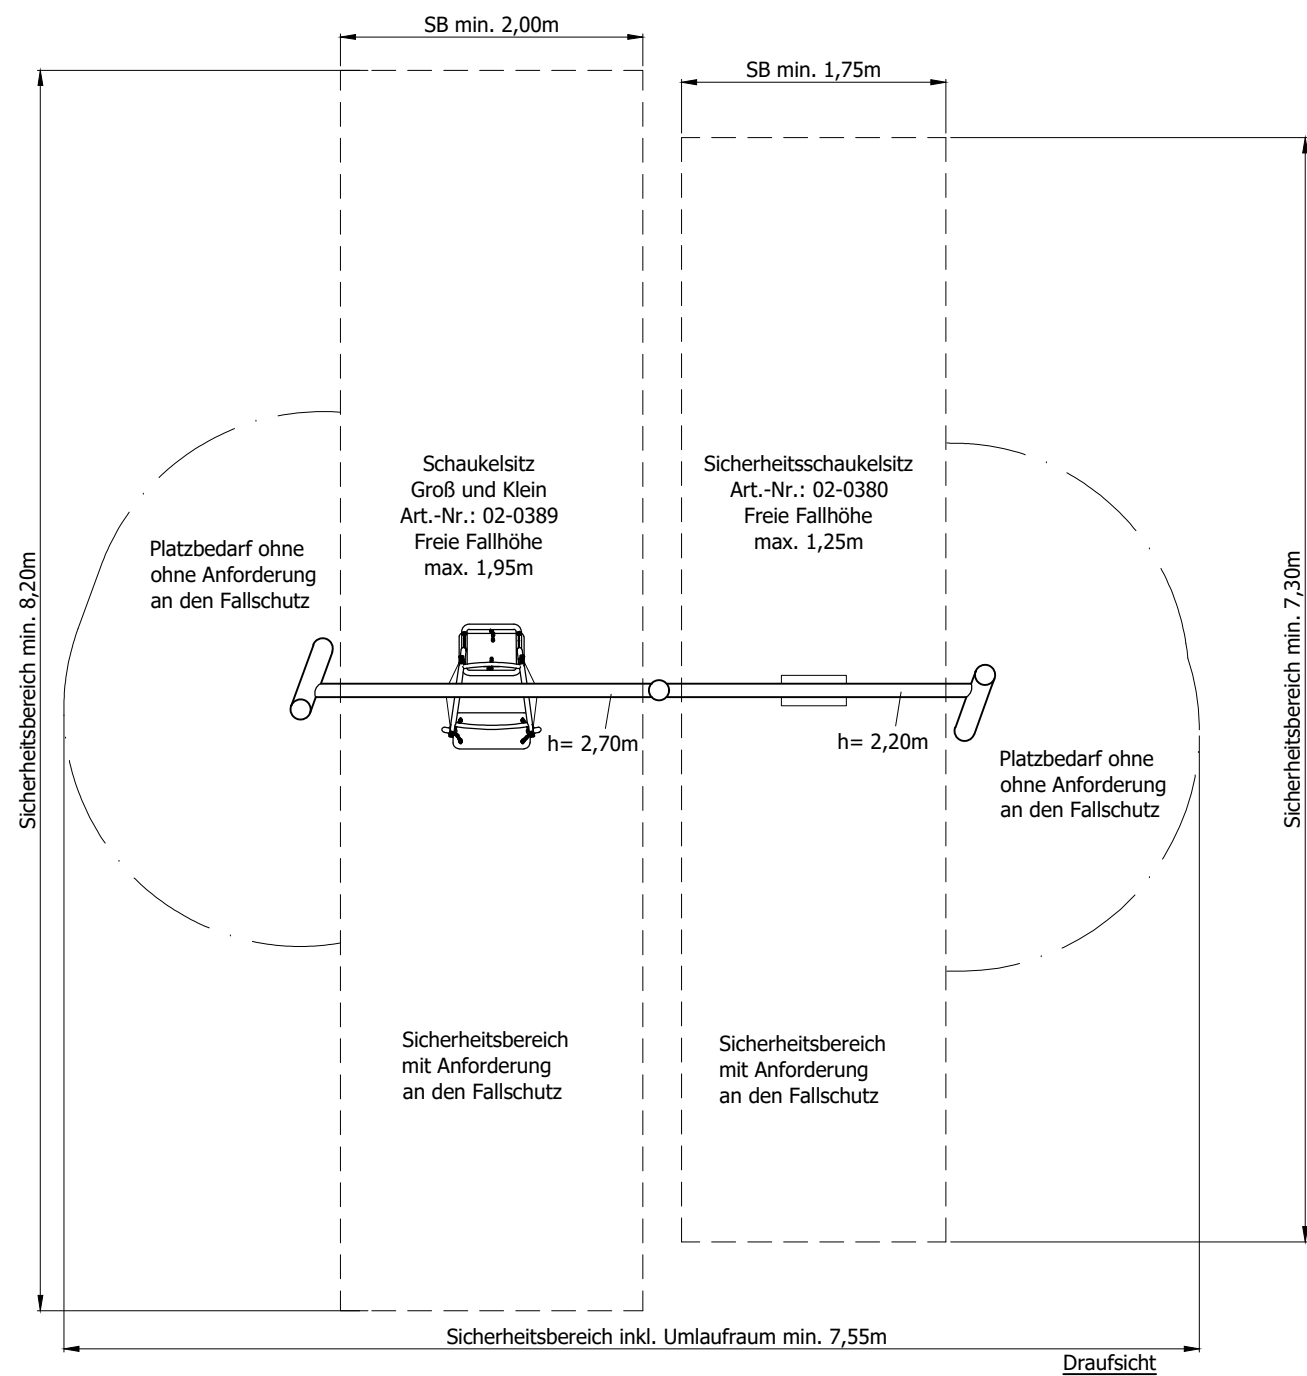 SB min. 2,00m
SB min. 1,75m
Sicherheitsbereich min. 8,20m
Schaukelsitz
Groß und Klein
Art.-Nr.: 02-0389
Freie Fallhöhe
max. 1,95m
Sicherheitsschaukelsitz
Art.-Nr.: 02-0380
Freie Fallhöhe
max. 1,25m
Platzbedarf ohne
ohne Anforderung
an den Fallschutz
Sicherheitsbereich min. 7,30m
h= 2,70m
h= 2,20m
Platzbedarf ohne
ohne Anforderung
an den Fallschutz
Sicherheitsbereich
mit Anforderung
an den Fallschutz
Sicherheitsbereich
mit Anforderung
an den Fallschutz
Sicherheitsbereich inkl. Umlaufraum min. 7,55m
Draufsicht